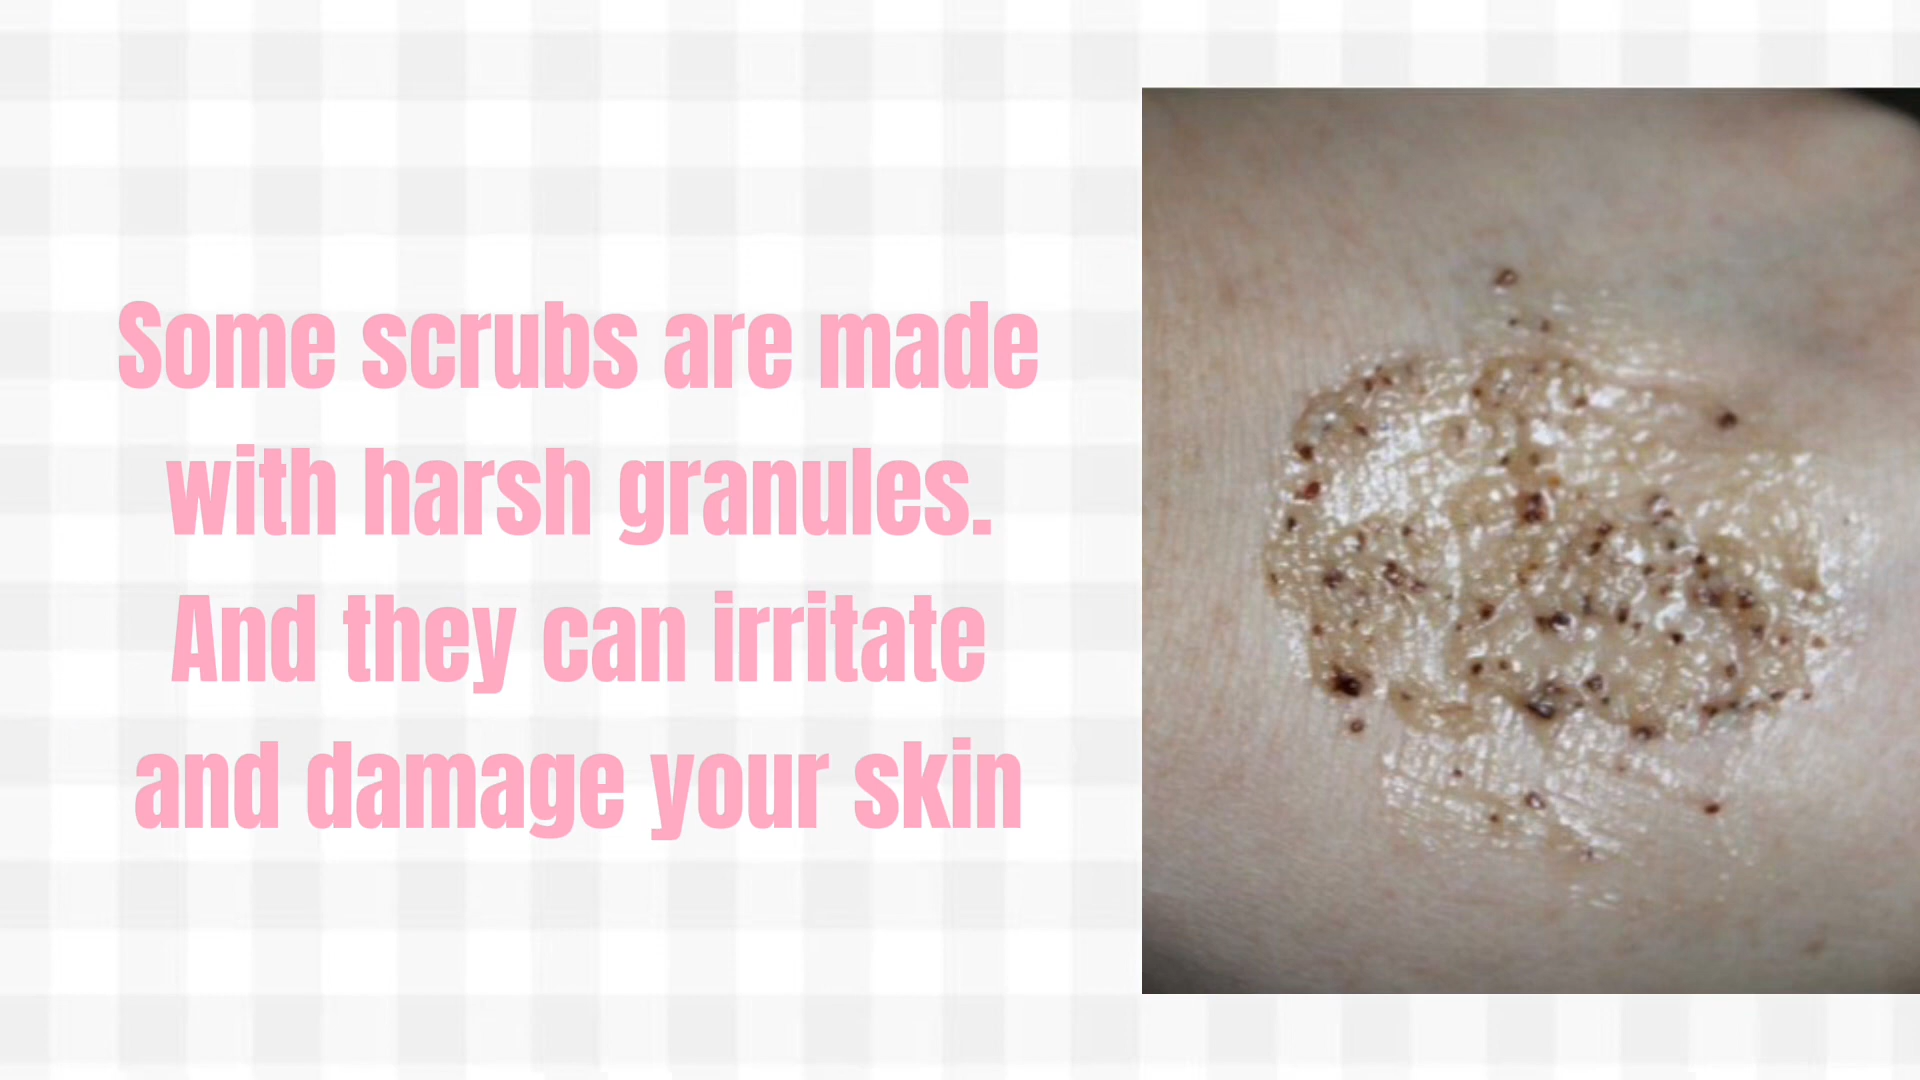 Some scrubs are made
with harsh granules.
And they can irritate
and damage your skin